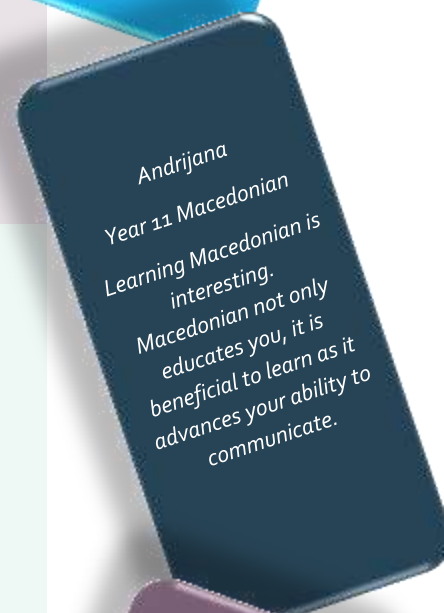 Andrijana
Year 11 Macedonian
Learning Macedonian is
interesting.
Macedonian not only
educates you, it is
beneficial to learn as it
advances your ability to
communicate.